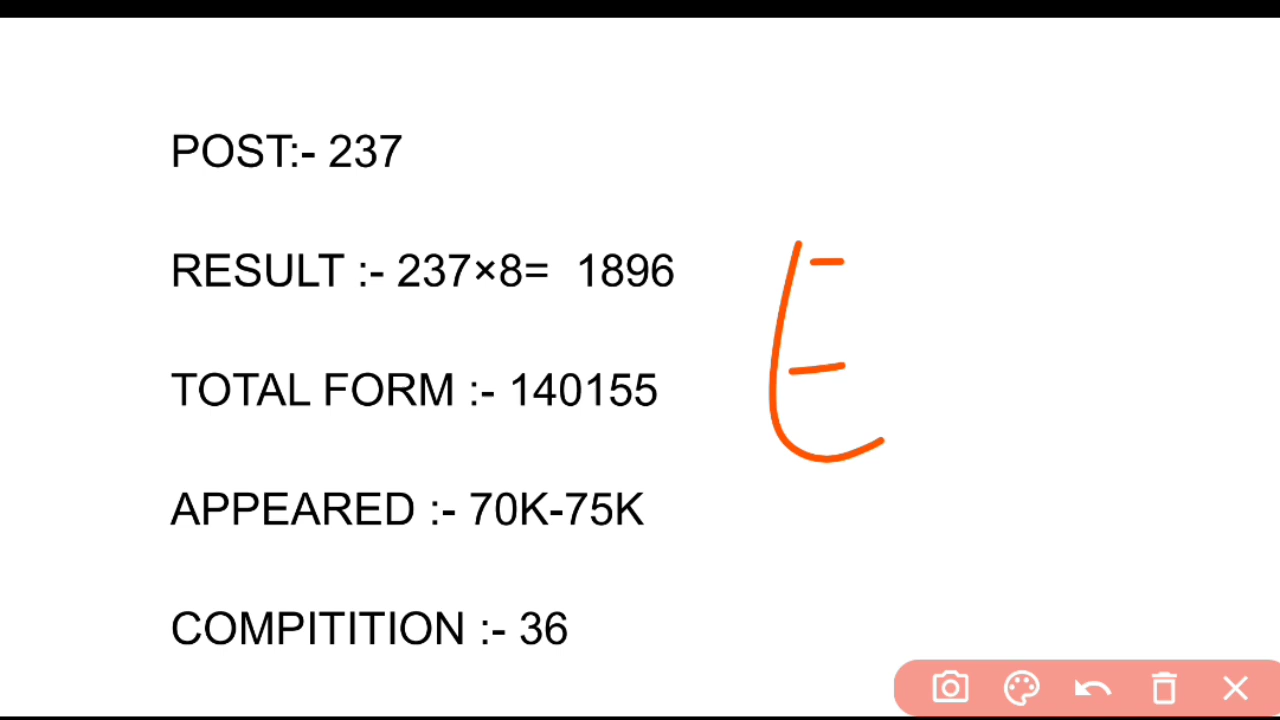 POST:- 237
RESULT :- 237×8= 1896
TOTAL FORM :- 140155
APPEARED :- 70K-75K
COMPITITION :- 36